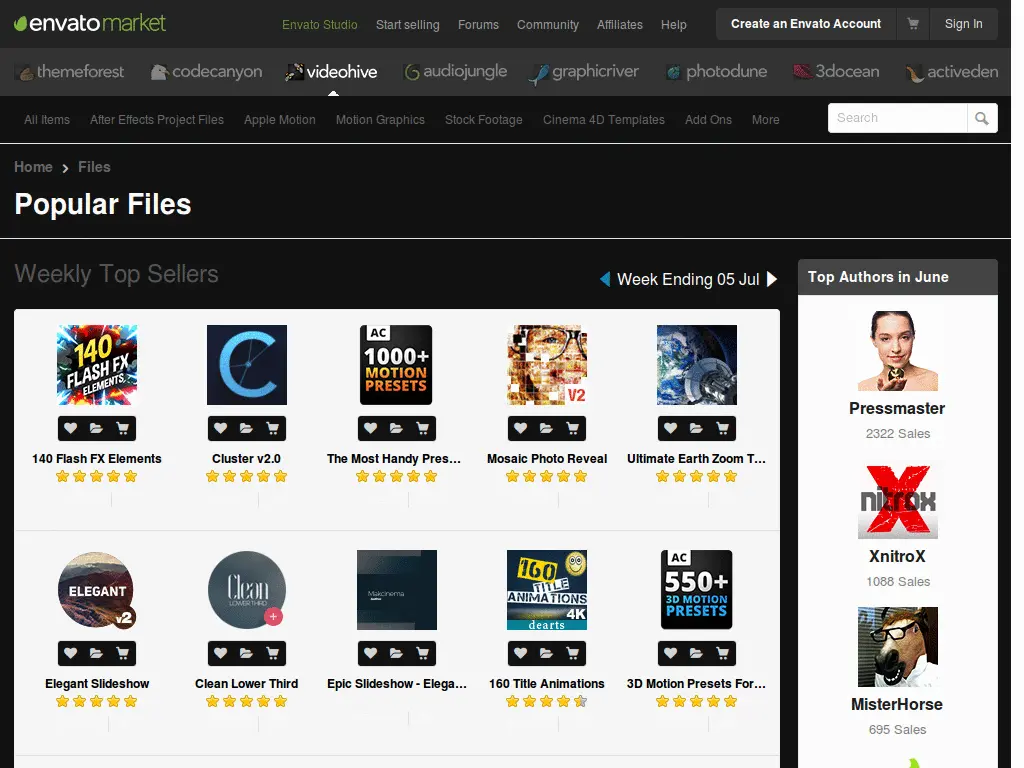 envatomarket
Envato Studio Start selling Forums Community Affiliates Help Create an Envato Account Sign In
themeforest codecanyon videohive audiojungle graphicriver photodune 3docean activeden
All Items After Effects Project Files Apple Motion Motion Graphics Stock Footage Cinema 4D Templates Add Ons More Search
Home Files
Popular Files
Weekly Top Sellers
Week Ending 05 Jul
Top Authors in June
140
FLASH FX
ELEMENTS
C
AC
1000+
MOTION
PRESETS
V2
140 Flash FX Elements Cluster v2.0 The Most Handy Pres... Mosaic Photo Reveal Ultimate Earth Zoom T...
Pressmaster
2322 Sales
nitrox
XnitroX
1088 Sales
ELEGANT
v2
Clean
LOWER THIRD
Makcinema
160
TITLE
ANIMATIONS
4K
dearts
AC
550+
3D MOTION
PRESETS
Elegant Slideshow Clean Lower Third Epic Slideshow - Elega... 160 Title Animations 3D Motion Presets For...
MisterHorse
695 Sales